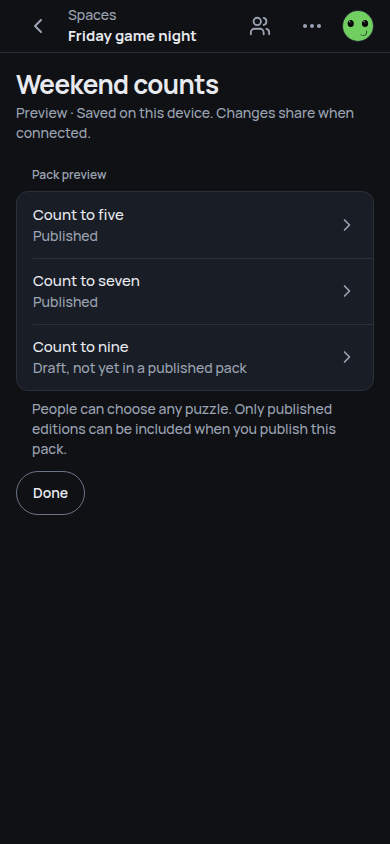 Spaces
Friday game night
Weekend counts
Preview · Saved on this device. Changes share when
connected.
Pack preview
Count to five
Published
Count to seven
Published
Count to nine
Draft, not yet in a published pack
People can choose any puzzle. Only published
editions can be included when you publish this
pack.
Done